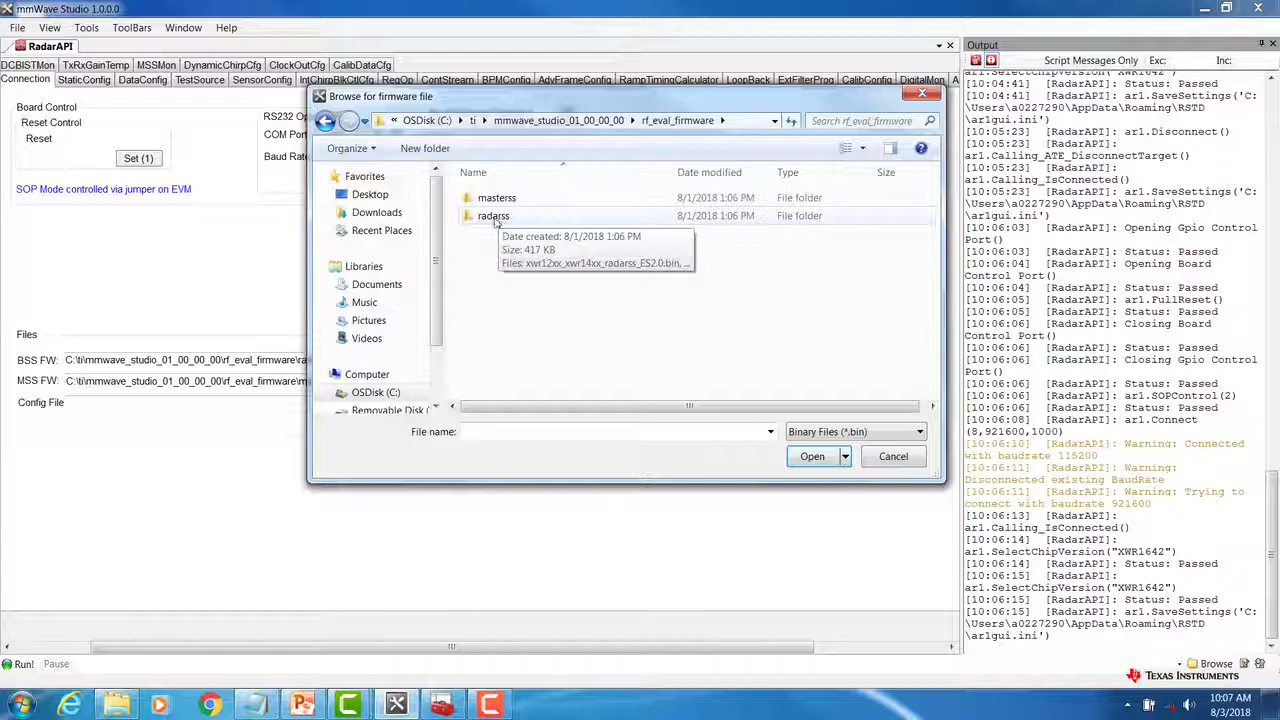 mmWave Studio 1.0.0.0
File View Tools ToolBars Window Help
RadarAPI
DCBISTMon TxRxGainTemp MSSMon DynamicChirpCfg CalibDataCfg
Connection StaticConfig DataConfig TestSource SensorConfig RegOp ContStream BPMConfig AdvFrameConfig RampTimingCalculator LoopBack ExtFilterProg CalibConfig DigitalMon
Board Control
Reset Control
Reset
Set (1)
SOP Mode controlled via jumper on EVM
RS232 Op
COM Port
Baud Rate
Files
BSS FW: C:\ti\mmwave_studio_01_00_00_00\rf_eval_firmware\ra
MSS FW: C:\ti\mmwave_studio_01_00_00_00\rf_eval_firmware\m
Config File
Run! Pause
Browse for firmware file
« OSDisk (C:) ti mmwave_studio_01_00_00_00 rf_eval_firmware
Search rf_eval_firmware
Organize New folder
Favorites
Desktop
Downloads
Recent Places
Libraries
Documents
Music
Pictures
Videos
Computer
OSDisk (C:)
Removable Disk (
Name Date modified Type Size
masterss 8/1/2018 1:06 PM File folder
radarss 8/1/2018 1:06 PM File folder
Date created: 8/1/2018 1:06 PM
Size: 417 KB
Files: xwr12xx_xwr14xx_radarss_ES2.0.bin, ...
File name: Binary Files (*.bin)
Open Cancel
Output
Script Messages Only Exc: Inc:
ar1.SelectChipVersion("XWR1642")
[10:04:41] [RadarAPI]: Status: Passed
[10:04:41] [RadarAPI]:
ar1.SaveSettings('C:
\Users\a0227290\AppData\Roaming\RSTD
\ar1gui.ini')
[10:05:23] [RadarAPI]: ar1.Disconnect()
[10:05:23] [RadarAPI]:
ar1.Calling_ATE_DisconnectTarget()
[10:05:23] [RadarAPI]:
ar1.Calling_IsConnected()
[10:05:23] [RadarAPI]: ar1.SaveSettings('C:
\Users\a0227290\AppData\Roaming\RSTD
\ar1gui.ini')
[10:06:03] [RadarAPI]: Opening Gpio Control
Port()
[10:06:03] [RadarAPI]: Opening Board
Control Port()
[10:06:04] [RadarAPI]: Status: Passed
[10:06:05] [RadarAPI]: ar1.FullReset()
[10:06:06] [RadarAPI]: Closing Board
Control Port()
[10:06:06] [RadarAPI]: Status: Passed
[10:06:06] [RadarAPI]: Closing Gpio Control
Port()
[10:06:06] [RadarAPI]: Status: Passed
[10:06:06] [RadarAPI]: ar1.SOPControl(2)
[10:06:06] [RadarAPI]: Status: Passed
[10:06:08] [RadarAPI]: ar1.Connect
(8,921600,1000)
[10:06:10] [RadarAPI]: Warning: Connected
with baudrate 115200
[10:06:11] [RadarAPI]: Warning:
Disconnected existing BaudRate
[10:06:11] [RadarAPI]: Warning: Trying to
connect with baudrate 921600
[10:06:13] [RadarAPI]:
ar1.Calling_IsConnected()
[10:06:14] [RadarAPI]:
ar1.SelectChipVersion("XWR1642")
[10:06:14] [RadarAPI]: Status: Passed
[10:06:15] [RadarAPI]:
ar1.SelectChipVersion("XWR1642")
[10:06:15] [RadarAPI]: Status: Passed
[10:06:15] [RadarAPI]: ar1.SaveSettings('C:
\Users\a0227290\AppData\Roaming\RSTD
\ar1gui.ini')
Browse
TEXAS INSTRUMENTS
10:07 AM
8/3/2018